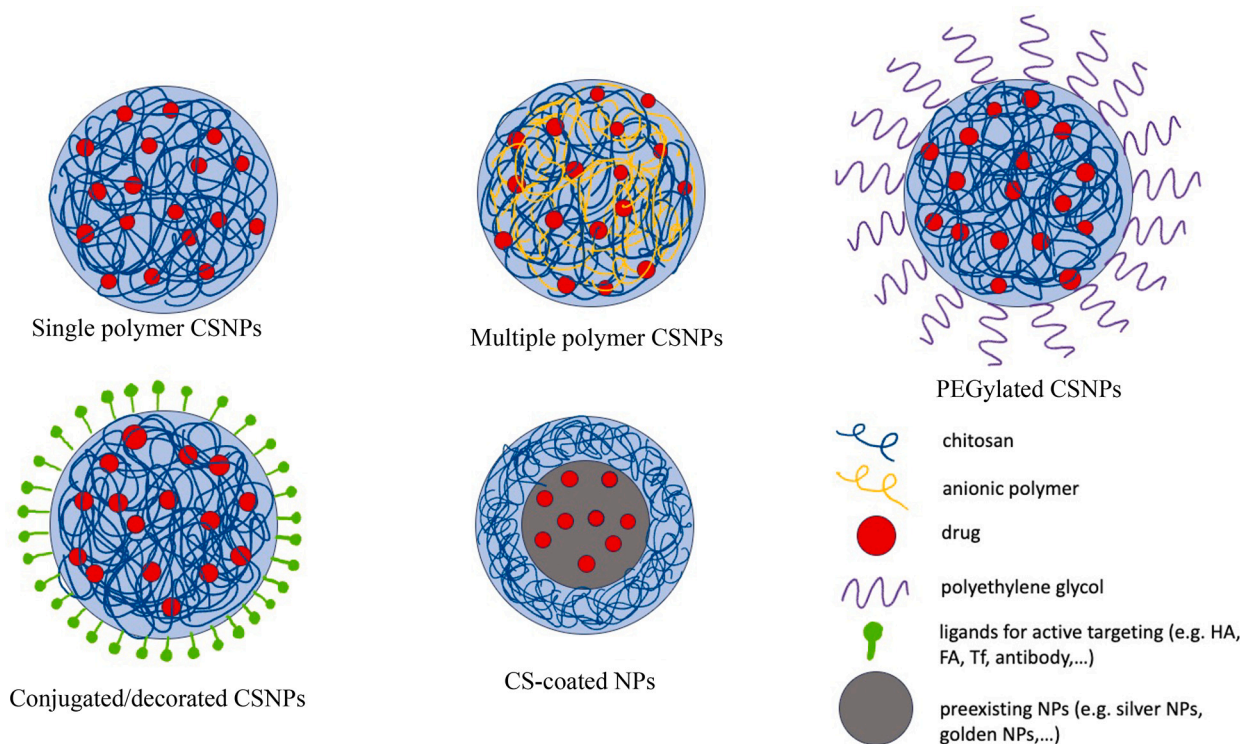 Single polymer CSNPs
Multiple polymer CSNPs
PEGylated CSNPs
Conjugated/decorated CSNPs
CS-coated NPs
chitosan
anionic polymer
drug
polyethylene glycol
ligands for active targeting (e.g. HA,
FA, Tf, antibody,...)
preexisting NPs (e.g. silver NPs,
golden NPs,...)